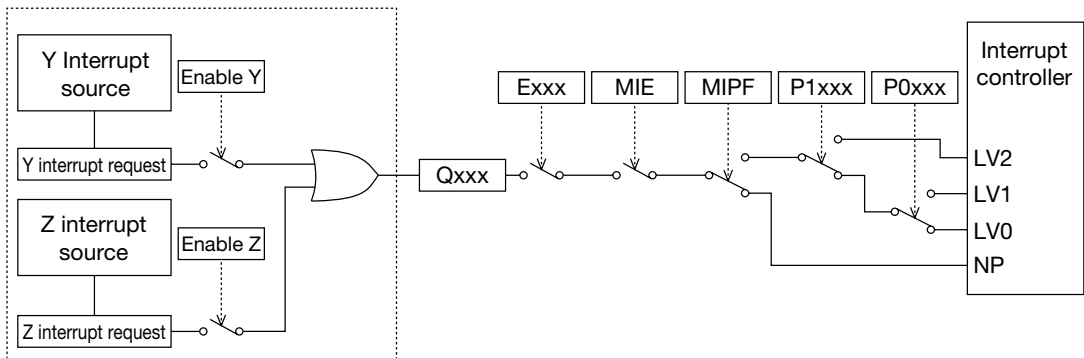 Y Interrupt
source
Enable Y
Y interrupt request
Z interrupt
source
Enable Z
Z interrupt request
Qxxx
Exxx
MIE
MIPF
P1xxx
P0xxx
Interrupt
controller
LV2
LV1
LV0
NP